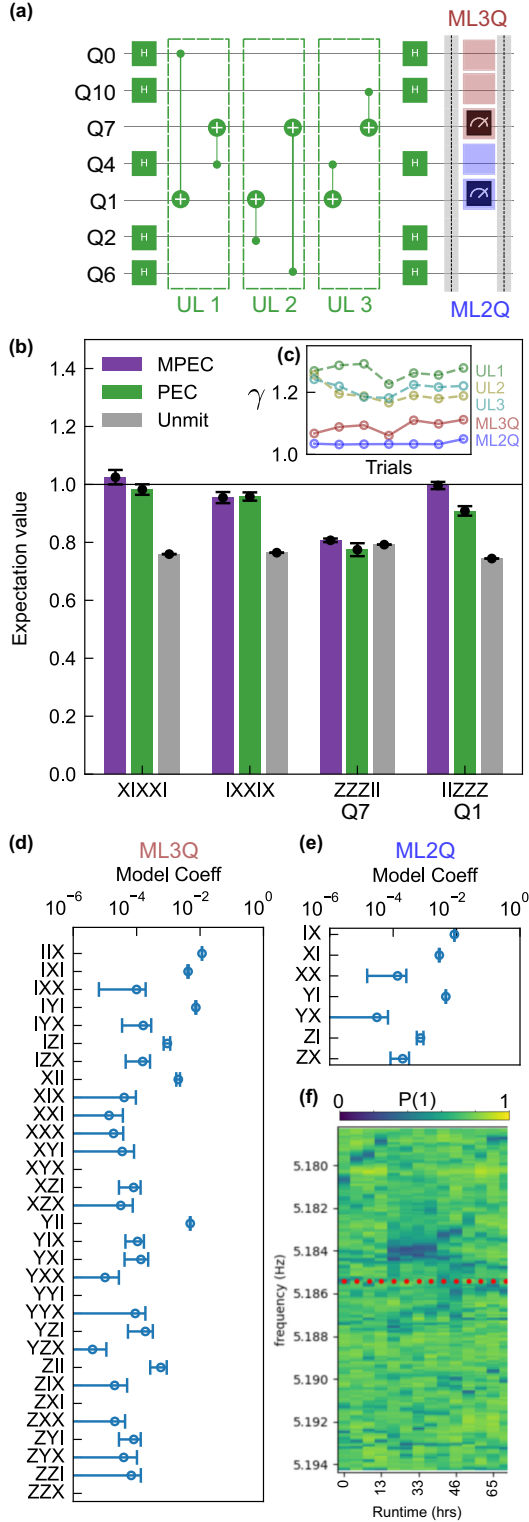 (a)
ML3Q
Q0 H H
Q10 H H
Q7
Q4 H H
Q1
Q2 H H
Q6 H H
UL 1 UL 2 UL 3 ML2Q
(b)
MPEC
PEC
Unmit
(c)
γ
1.2
1.0
Trials
UL1
UL2
UL3
ML3Q
ML2Q
Expectation value
1.4
1.2
1.0
0.8
0.6
0.4
0.2
0.0
XIXXI IXXIX ZZZII IIZZZ
Q7 Q1
(d)
ML3Q
Model Coeff
10⁻⁶ 10⁻⁴ 10⁻² 10⁰
IIX
IXI
IXX
IYI
IYX
IZI
IZX
XII
XIX
XXI
XXX
XYI
XYX
XZI
XZX
YII
YIX
YXI
YXX
YYI
YYX
YZI
YZX
ZII
ZIX
ZXI
ZXX
ZYI
ZYX
ZZI
ZZX
(e)
ML2Q
Model Coeff
10⁻⁶ 10⁻⁴ 10⁻² 10⁰
IX
XI
XX
YI
YX
ZI
ZX
(f)
0 P(1) 1
frequency (Hz)
5.180
5.182
5.184
5.186
5.188
5.190
5.192
5.194
0 13 33 46 65
Runtime (hrs)